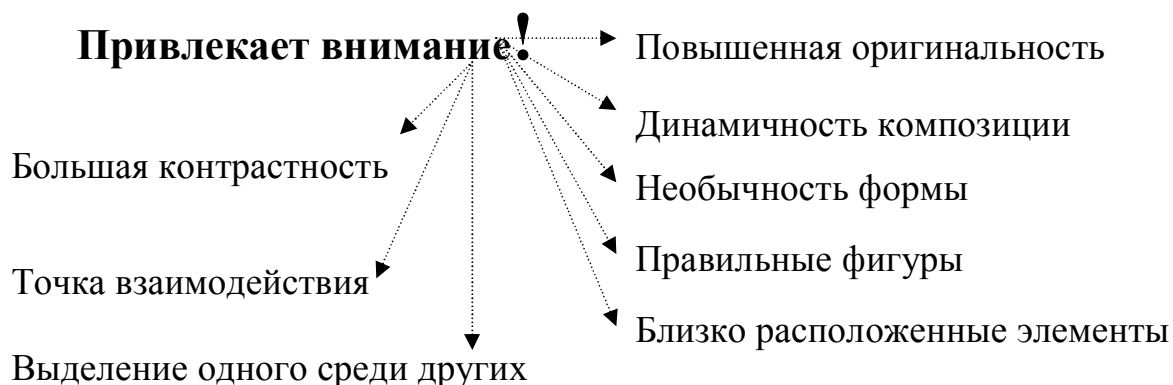 Привлекает внимание!
Повышенная оригинальность
Динамичность композиции
Большая контрастность
Необычность формы
Правильные фигуры
Точка взаимодействия
Близко расположенные элементы
Выделение одного среди других